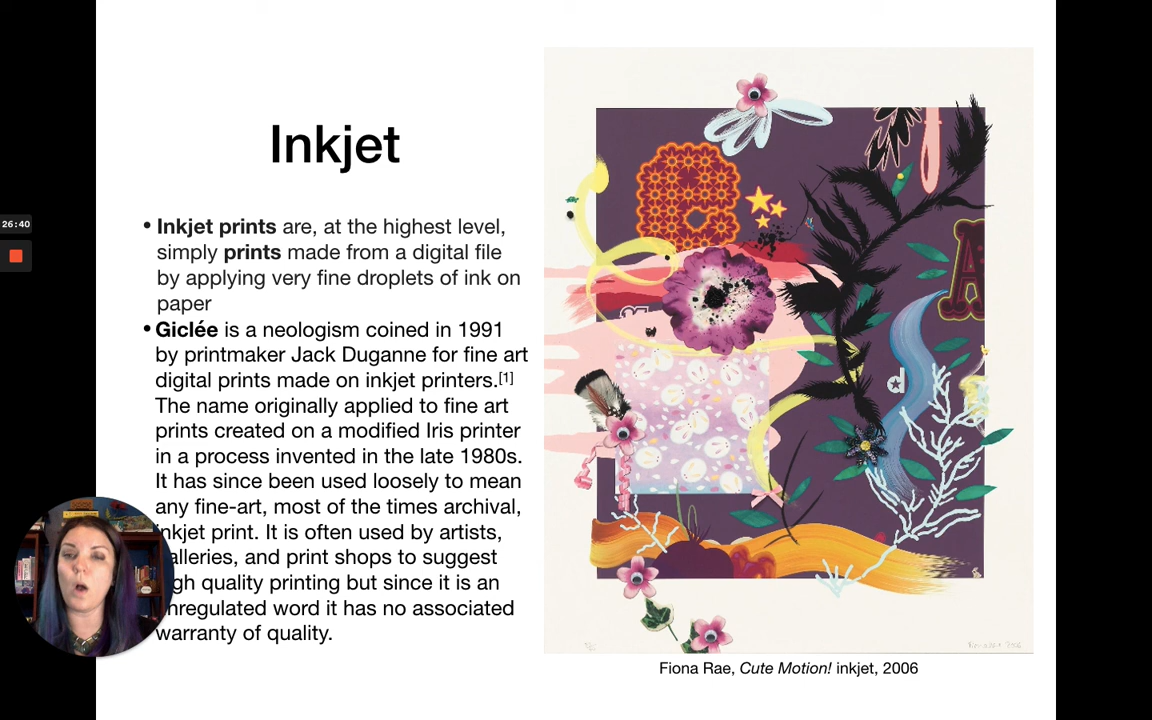 26:40
Inkjet
• Inkjet prints are, at the highest level,
simply prints made from a digital file
by applying very fine droplets of ink on
paper
• Giclée is a neologism coined in 1991
by printmaker Jack Duganne for fine art
digital prints made on inkjet printers.[1]
The name originally applied to fine art
prints created on a modified Iris printer
in a process invented in the late 1980s.
It has since been used loosely to mean
any fine-art, most of the times archival,
nkjet print. It is often used by artists,
alleries, and print shops to suggest
gh quality printing but since it is an
nregulated word it has no associated
warranty of quality.
e
A
d
Fiona Rae, Cute Motion! inkjet, 2006